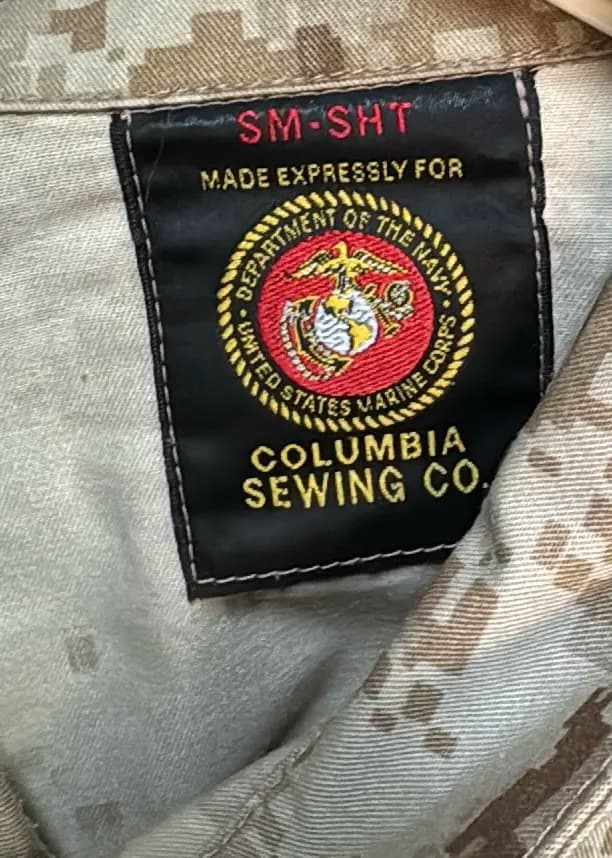 SM-SHT
MADE EXPRESSLY FOR
DEPARTMENT OF THE NAVY
UNITED STATES MARINE CORPS
COLUMBIA
SEWING CO.